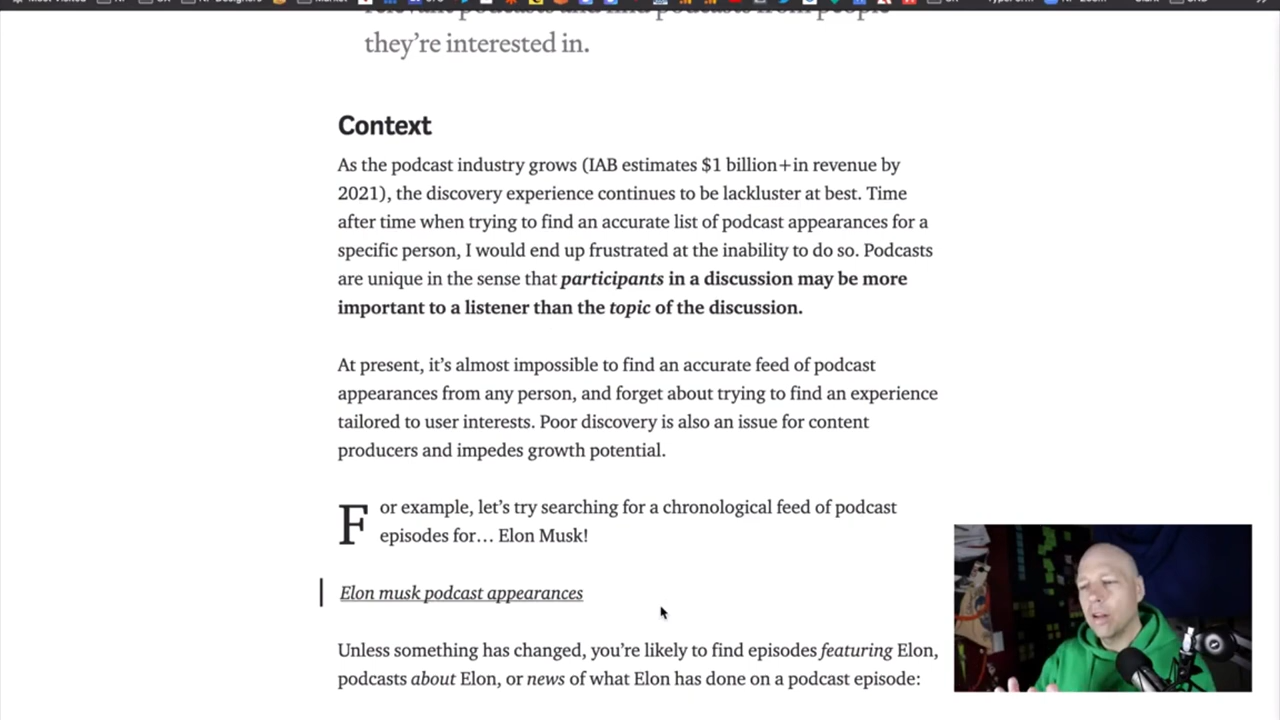 they're interested in.
Context
As the podcast industry grows (IAB estimates $1 billion+in revenue by
2021), the discovery experience continues to be lackluster at best. Time
after time when trying to find an accurate list of podcast appearances for a
specific person, I would end up frustrated at the inability to do so. Podcasts
are unique in the sense that participants in a discussion may be more
important to a listener than the topic of the discussion.
At present, it's almost impossible to find an accurate feed of podcast
appearances from any person, and forget about trying to find an experience
tailored to user interests. Poor discovery is also an issue for content
producers and impedes growth potential.
For example, let's try searching for a chronological feed of podcast
episodes for... Elon Musk!
Elon musk podcast appearances
Unless something has changed, you're likely to find episodes featuring Elon,
podcasts about Elon, or news of what Elon has done on a podcast episode: